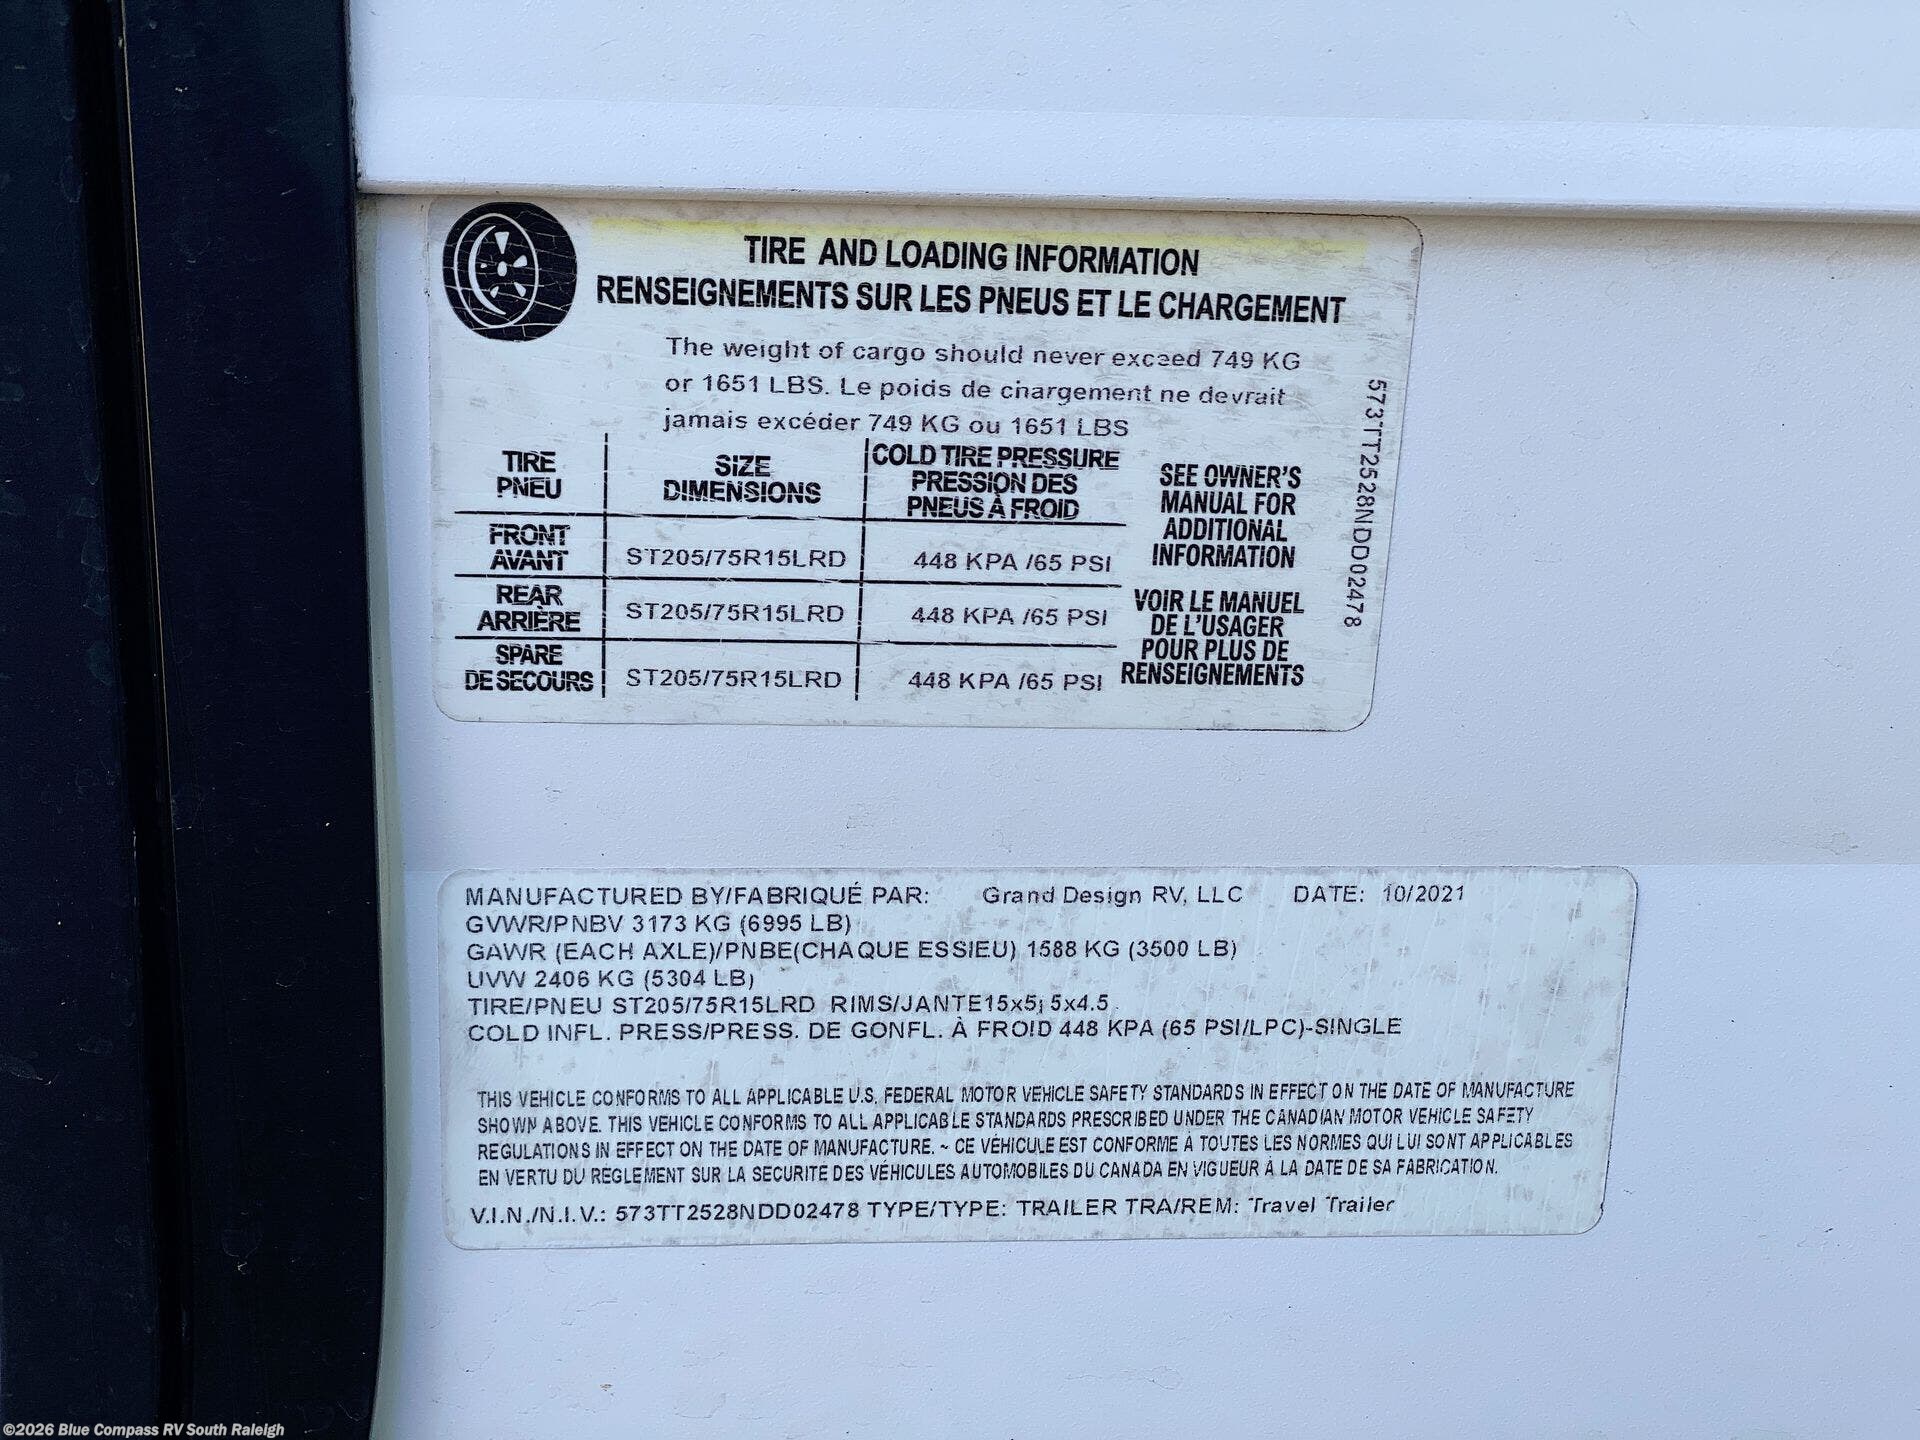 TIRE AND LOADING INFORMATION
RENSEIGNEMENTS SUR LES PNEUS ET LE CHARGEMENT
The weight of cargo should never exceed 749 KG
or 1651 LBS. Le poids de chargement ne devrait
jamais excéder 749 KG ou 1651 LBS
TIRE
PNEU
SIZE
DIMENSIONS
COLD TIRE PRESSURE
PRESSION DES
PNEUS À FROID
FRONT
AVANT
ST205/75R15LRD
448 KPA /65 PSI
REAR
ARRIÈRE
ST205/75R15LRD
448 KPA /65 PSI
SPARE
DE SECOURS
ST205/75R15LRD
448 KPA /65 PSI
SEE OWNER'S
MANUAL FOR
ADDITIONAL
INFORMATION
VOIR LE MANUEL
DE L'USAGER
POUR PLUS DE
RENSEIGNEMENTS
573TT2528NDD02478
MANUFACTURED BY/FABRIQUÉ PAR: Grand Design RV, LLC DATE: 10/2021
GVWR/PNBV 3173 KG (6995 LB)
GAWR (EACH AXLE)/PNBE(CHAQUE ESSIEU) 1588 KG (3500 LB)
UVW 2406 KG (5304 LB)
TIRE/PNEU ST205/75R15LRD RIMS/JANTE15x5; 5x4.5
COLD INFL. PRESS/PRESS. DE GONFL. À FROID 448 KPA (65 PSI/LPC)-SINGLE
THIS VEHICLE CONFORMS TO ALL APPLICABLE U.S. FEDERAL MOTOR VEHICLE SAFETY STANDARDS IN EFFECT ON THE DATE OF MANUFACTURE
SHOWN ABOVE. THIS VEHICLE CONFORMS TO ALL APPLICABLE STANDARDS PRESCRIBED UNDER THE CANADIAN MOTOR VEHICLE SAFETY
REGULATIONS IN EFFECT ON THE DATE OF MANUFACTURE. ~ CE VÉHICULE EST CONFORME À TOUTES LES NORMES QUI LUI SONT APPLICABLES
EN VERTU DU RÈGLEMENT SUR LA SÉCURITÉ DES VÉHICULES AUTOMOBILES DU CANADA EN VIGUEUR À LA DATE DE SA FABRICATION.
V.I.N./N.I.V.: 573TT2528NDD02478 TYPE/TYPE: TRAILER TRA/REM: Travel Trailer
©2026 Blue Compass RV South Raleigh